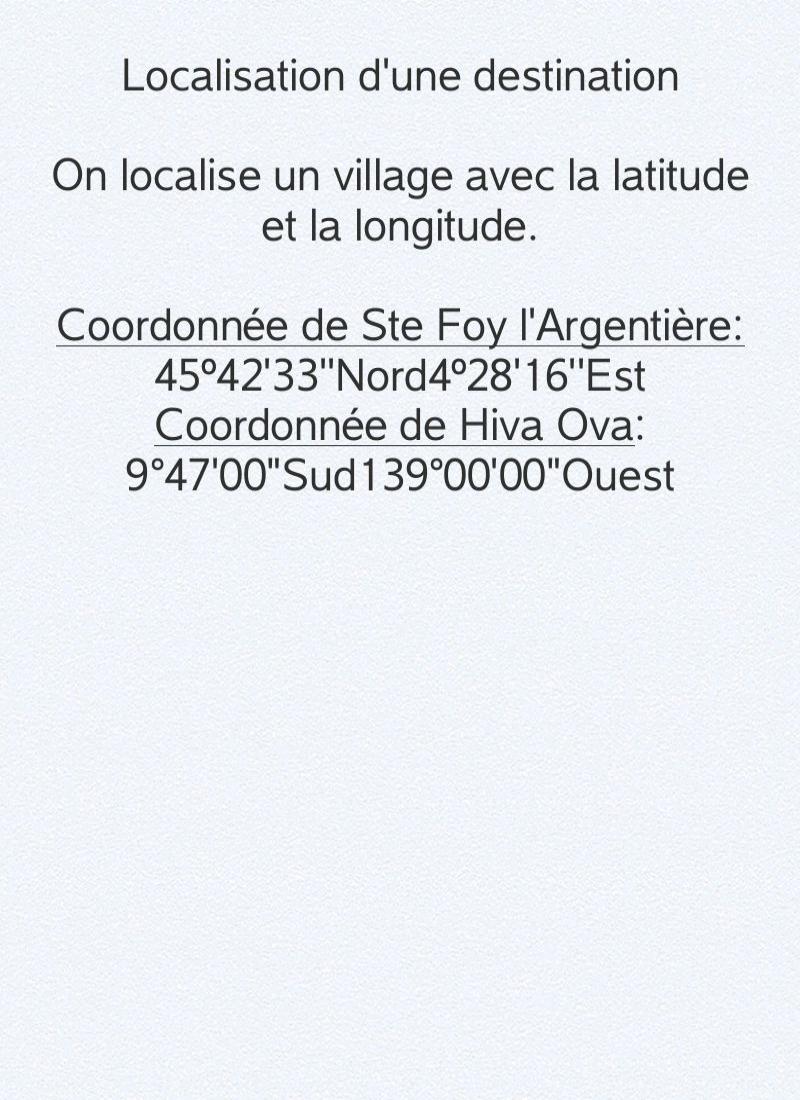 Localisation d'une destination
On localise un village avec la latitude
et la longitude.
Coordonnée de Ste Foy l'Argentière:
45º42'33''Nord4º28'16''Est
Coordonnée de Hiva Ova:
9°47'00"Sud139°00'00"Ouest